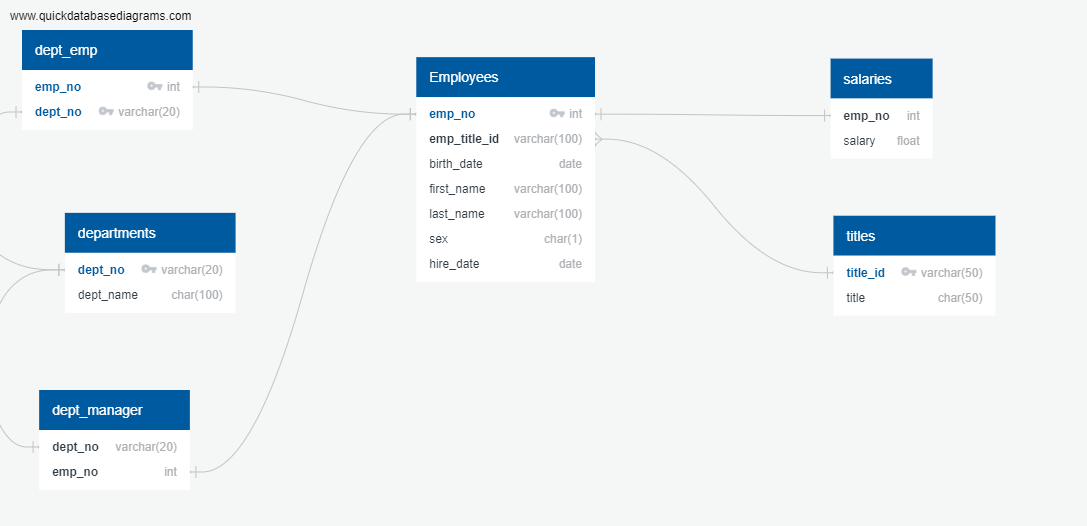 www.quickdatabasediagrams.com
dept_emp
emp_no int
dept_no varchar(20)
departments
dept_no varchar(20)
dept_name char(100)
dept_manager
dept_no varchar(20)
emp_no int
Employees
emp_no int
emp_title_id varchar(100)
birth_date date
first_name varchar(100)
last_name varchar(100)
sex char(1)
hire_date date
salaries
emp_no int
salary float
titles
title_id varchar(50)
title char(50)